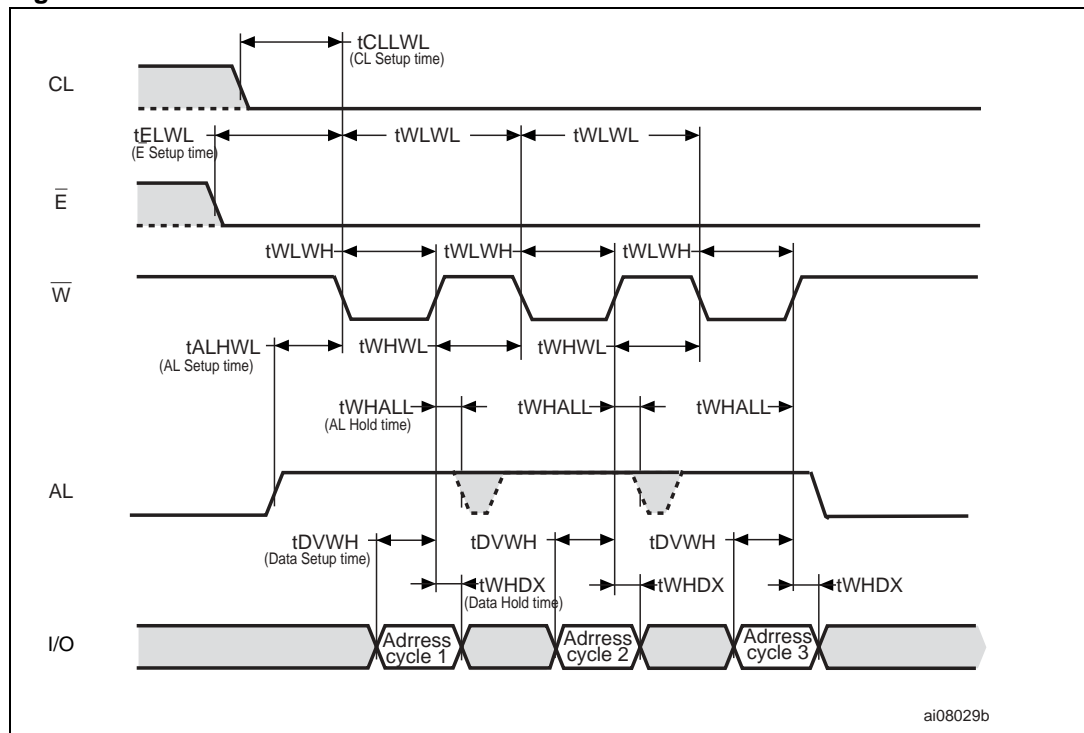 tCLLWL
(CL Setup time)
CL
tELWL
(E Setup time)
tWLWL
tWLWL
E
tWLWH
tWLWH
tWLWH
W
tALHWL
(AL Setup time)
tWHWL
tWHWL
tWHALL
(AL Hold time)
tWHALL
tWHALL
AL
tDVWH
(Data Setup time)
tDVWH
tDVWH
tWHDX
(Data Hold time)
tWHDX
tWHDX
I/O
Adrress
cycle 1
Adrress
cycle 2
Adrress
cycle 3
ai08029b